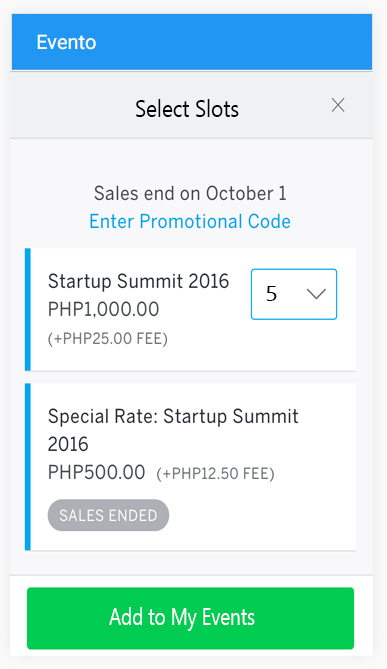 Evento
Select Slots
Sales end on October 1
Enter Promotional Code
Startup Summit 2016
PHP1,000.00
(+PHP25.00 FEE)
5
Special Rate: Startup Summit
2016
PHP500.00 (+PHP12.50 FEE)
SALES ENDED
Add to My Events